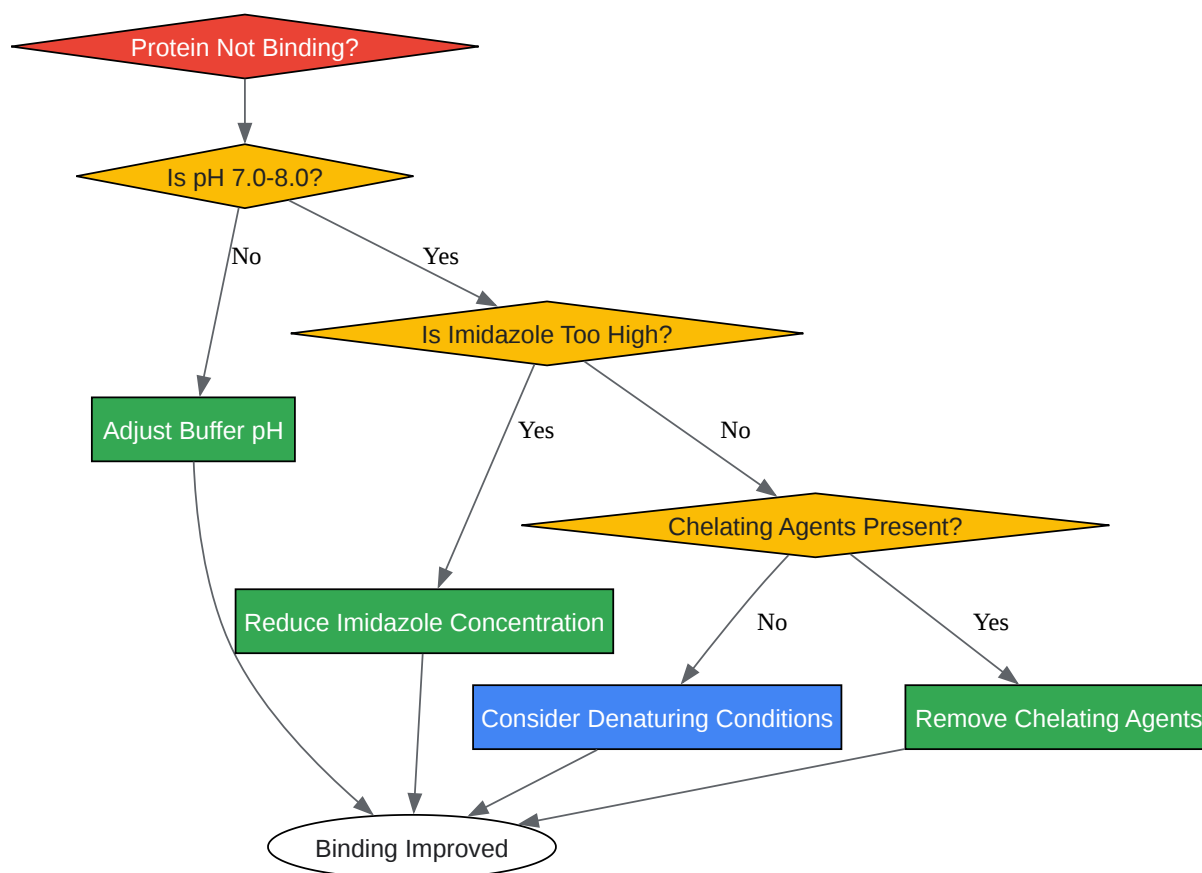 Protein Not Binding?
Is pH 7.0-8.0?
No
Yes
Is Imidazole Too High?
Adjust Buffer pH
Yes
No
Chelating Agents Present?
Reduce Imidazole Concentration
No
Yes
Consider Denaturing Conditions
Remove Chelating Agents
Binding Improved